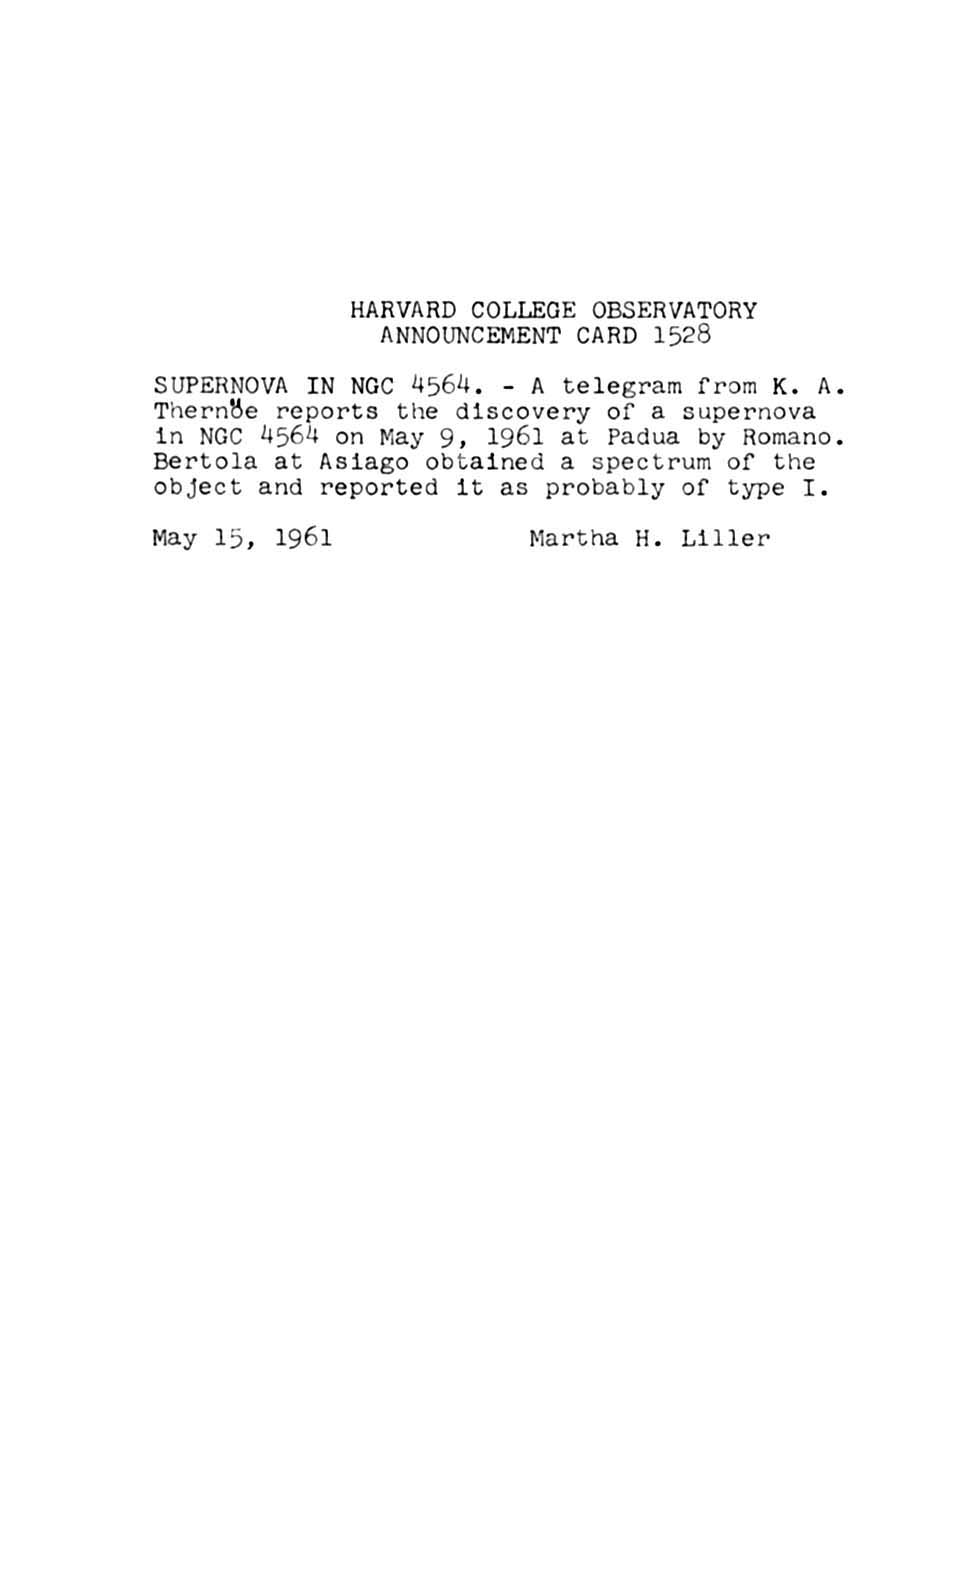 HARVARD COLLEGE OBSERVATORY
ANNOUNCEMENT CARD 1528
SUPERNOVA IN NGC 4564. - A telegram from K. A.
Thernöe reports the discovery of a supernova
in NGC 4564 on May 9, 1961 at Padua by Romano.
Bertola at Asiago obtained a spectrum of the
object and reported it as probably of type I.
May 15, 1961 Martha H. Liller